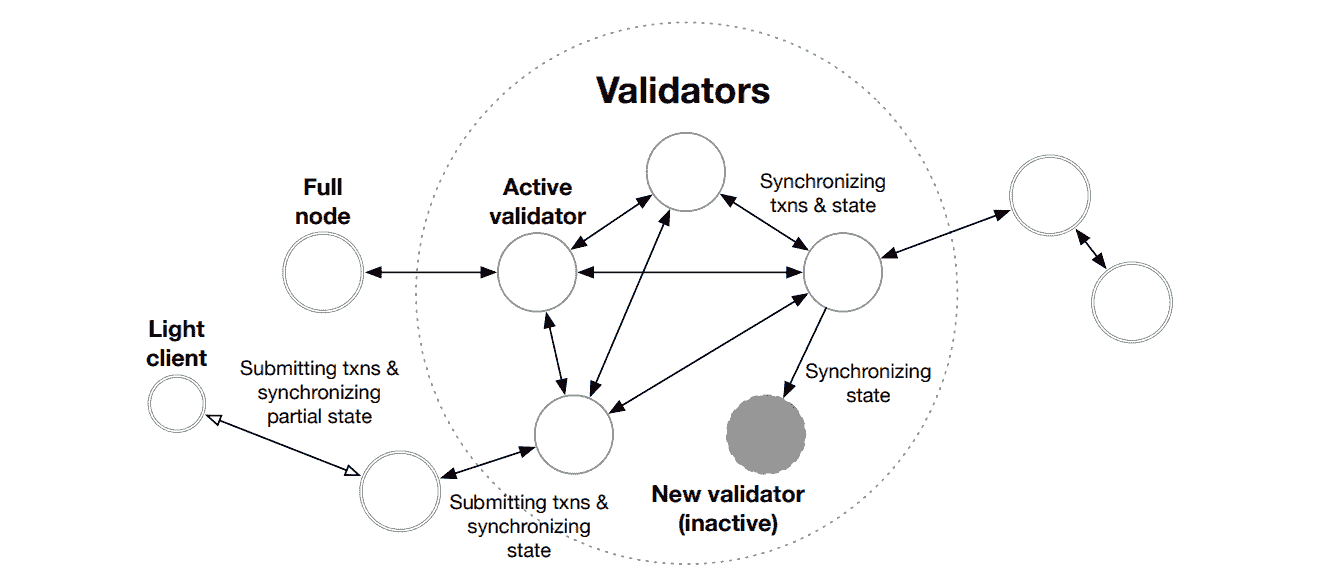 Validators
Synchronizing
txns & state
Full
node
Active
validator
Light
client
Submitting txns &
synchronizing
partial state
Synchronizing
state
Submitting txns &
synchronizing
state
New validator
(inactive)